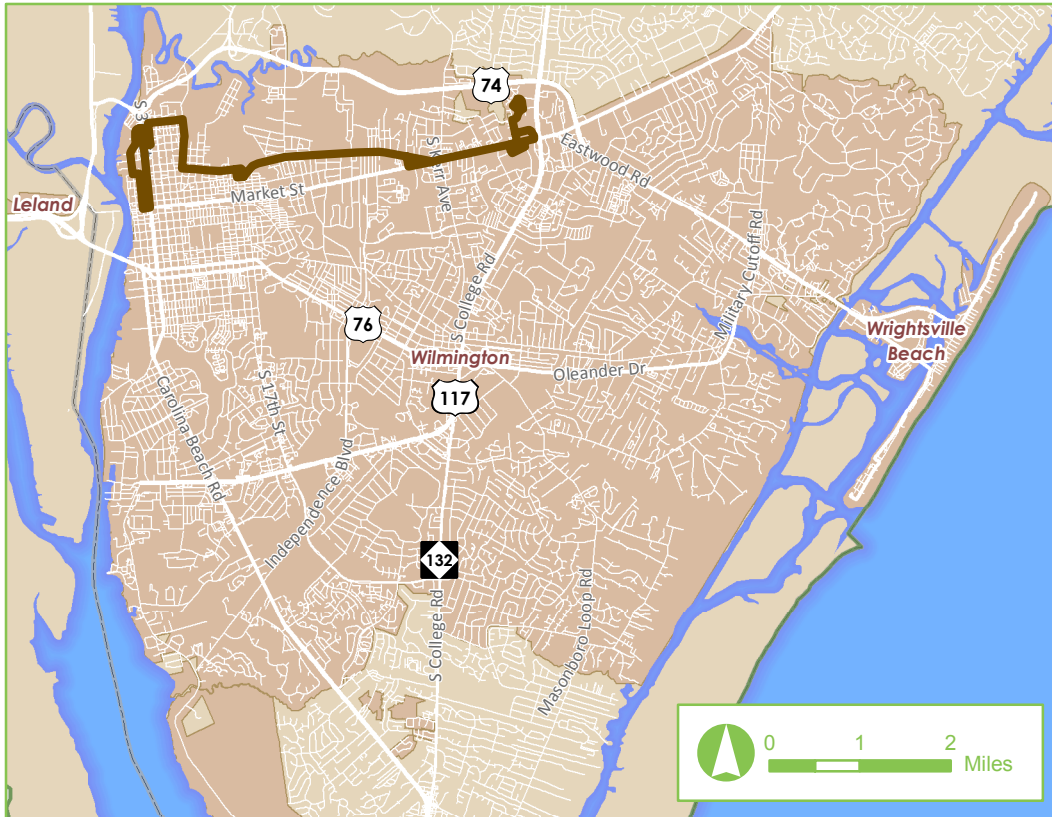 74
S 3
S Kerr Ave
Eastwood Rd
Market St
Leland
Military Cutoff Rd
S College Rd
76
Wrightsville
Beach
Wilmington
Oleander Dr
117
S 17th St
Carolina Beach Rd
Independence Blvd
132
S College Rd
Masonboro Loop Rd
0 1 2
Miles